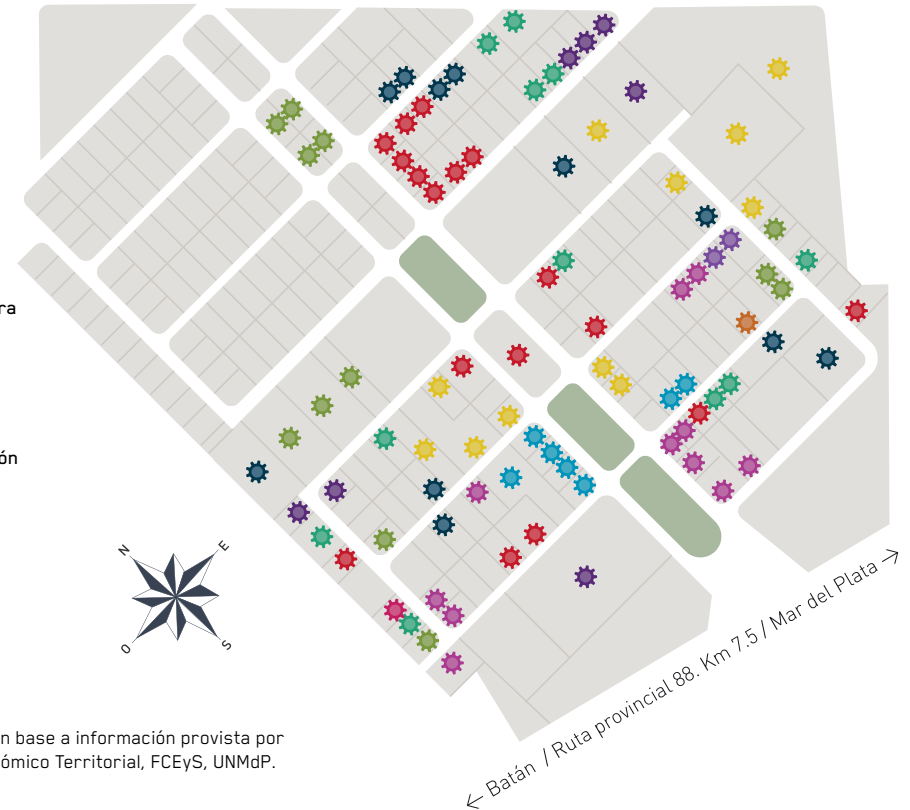 ra
ón
N
E
O
S
n base a información provista por
ómico Territorial, FCEyS, UNMdP.
← Batán / Ruta provincial 88. Km 7.5 / Mar del Plata →